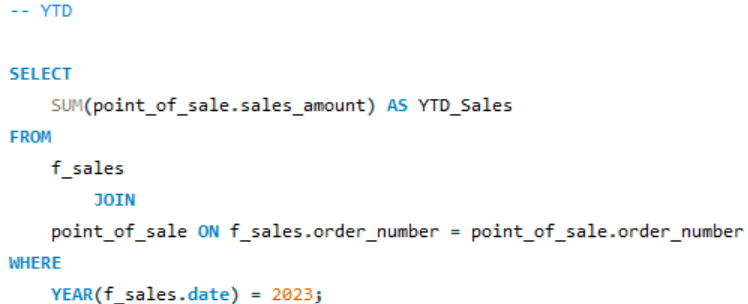 -- YTD
SELECT
SUM(point_of_sale.sales_amount) AS YTD_Sales
FROM
f_sales
JOIN
point_of_sale ON f_sales.order_number = point_of_sale.order_number
WHERE
YEAR(f_sales.date) = 2023;